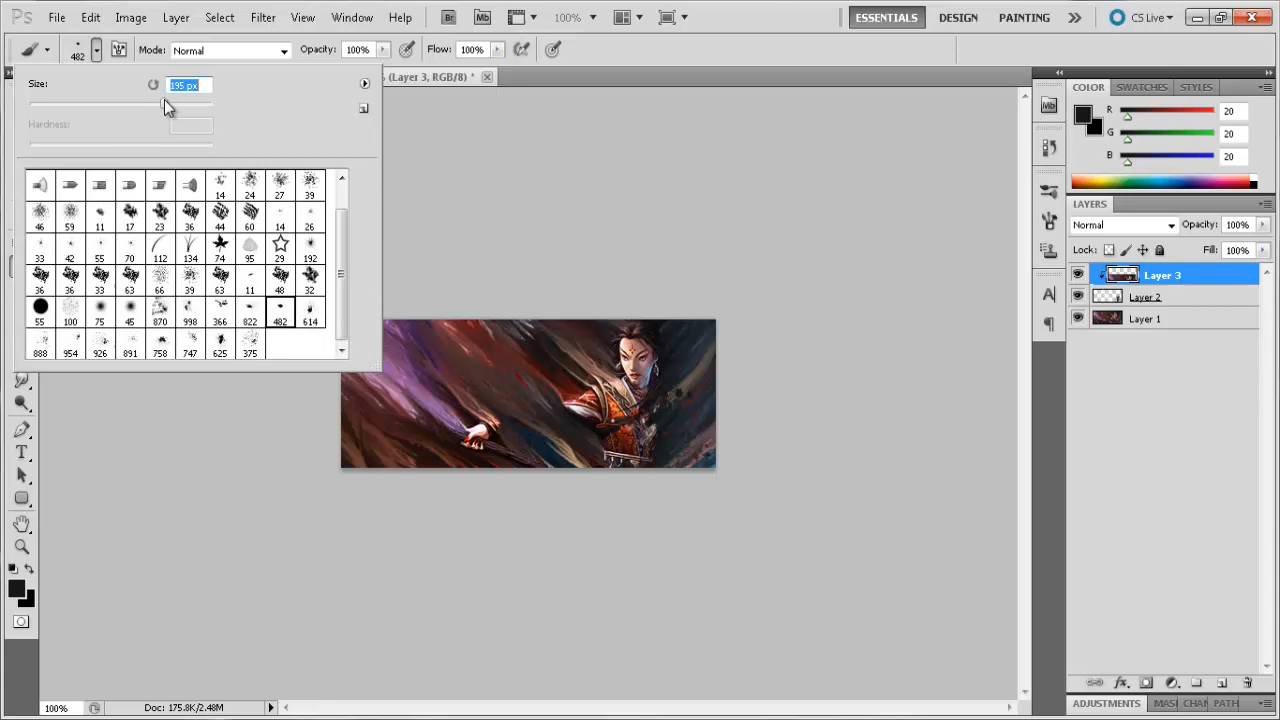 Ps File Edit Image Layer Select Filter View Window Help Br Mb 100% ESSENTIALS DESIGN PAINTING CS Live
482 Mode: Normal Opacity: 100% Flow: 100%
(Layer 3, RGB/8) *
Size: 195 px
Hardness:
14 24 27 39
46 59 11 17 23 36 44 60 14 26
33 42 55 70 112 134 74 95 29 192
36 36 33 63 66 39 63 11 48 32
55 100 75 45 870 998 366 822 482 614
888 954 926 891 758 747 625 375
COLOR SWATCHES STYLES
R 20
G 20
B 20
LAYERS
Normal Opacity: 100%
Lock: Fill: 100%
Layer 3
Layer 2
Layer 1
Mb
100% Doc: 175.8K/2.48M
ADJUSTMENTS MASI CHAN PATH